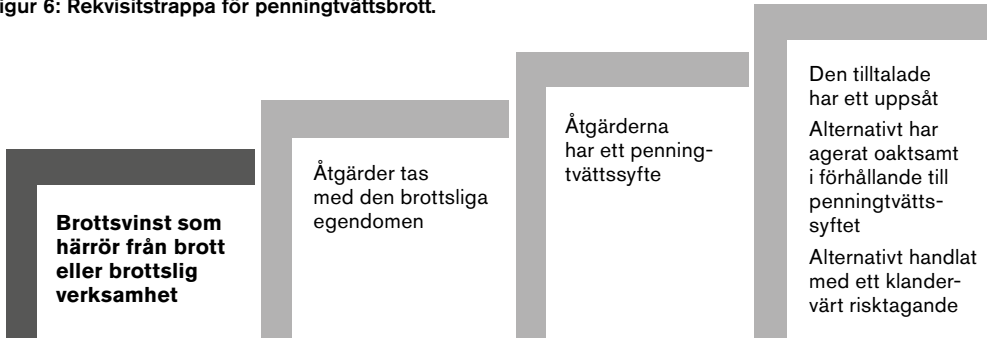 igur 6: Rekvisitstrappa för penningtvättsbrott.
Brottsvinst som
härrör från brott
eller brottslig
verksamhet
Åtgärder tas
med den brottsliga
egendomen
Åtgärderna
har ett penning-
tvättssyfte
Den tilltalade
har ett uppsåt
Alternativt har
agerat oaktsamt
i förhållande till
penningtvätts-
syftet
Alternativt handlat
med ett klander-
värt risktagande